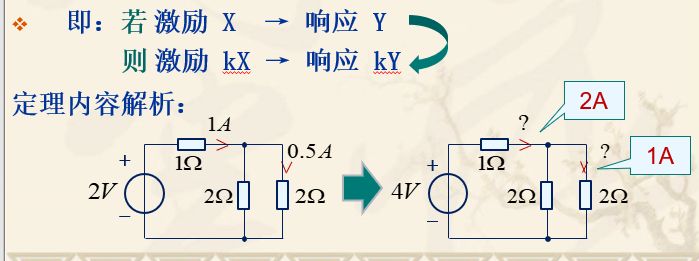 ❖ 即：若 激励 X → 响应 Y
则 激励 kX → 响应 kY
定理内容解析：
1A
0.5A
+
2V
−
1Ω
2Ω
2Ω
?
2A
?
1A
+
4V
−
1Ω
2Ω
2Ω